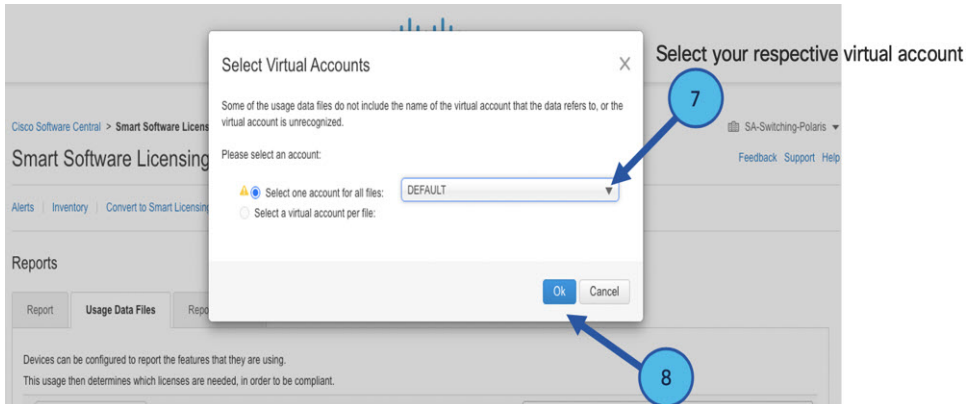 Select Virtual Accounts
X
Select your respective virtual account
7
Some of the usage data files do not include the name of the virtual account that the data refers to, or the
virtual account is unrecognized.
Cisco Software Central > Smart Software Licens
SA-Switching-Polaris
Smart Software Licensing
Please select an account:
Feedback Support Help
Select one account for all files: DEFAULT
Select a virtual account per file:
Alerts | Inventory | Convert to Smart Licensing
Reports
Ok Cancel
Report Usage Data Files Repo
Devices can be configured to report the features that they are using.
This usage then determines which licenses are needed, in order to be compliant.
8